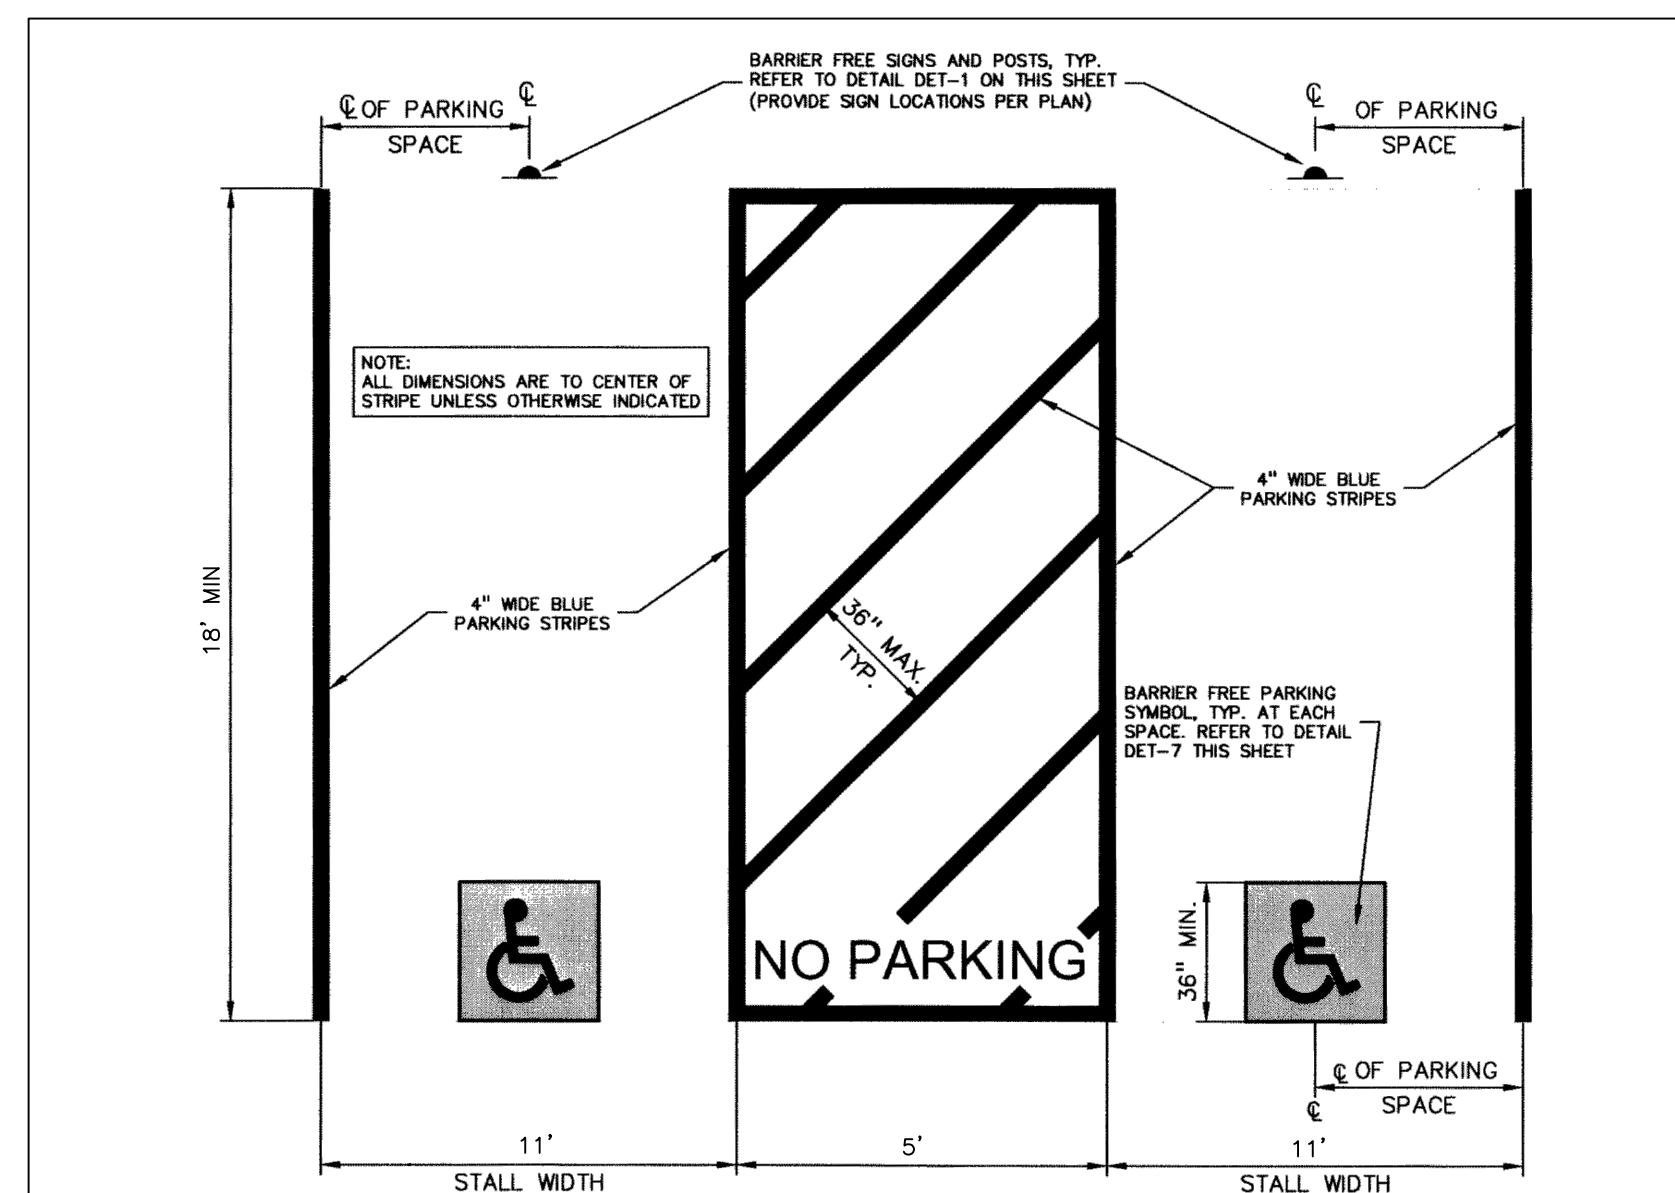 BARRIER FREE SIGNS AND POSTS, TYP.
REFER TO DETAIL DET-1 ON THIS SHEET
(PROVIDE SIGN LOCATIONS PER PLAN)
℄ OF PARKING
SPACE
℄
℄
OF PARKING
SPACE
NOTE:
ALL DIMENSIONS ARE TO CENTER OF
STRIPE UNLESS OTHERWISE INDICATED
4" WIDE BLUE
PARKING STRIPES
18' MIN
4" WIDE BLUE
PARKING STRIPES
36" MAX.
TYP.
BARRIER FREE PARKING
SYMBOL, TYP. AT EACH
SPACE. REFER TO DETAIL
DET-7 THIS SHEET
NO PARKING
36" MIN.
℄ OF PARKING
SPACE
℄
11'
STALL WIDTH
5'
11'
STALL WIDTH